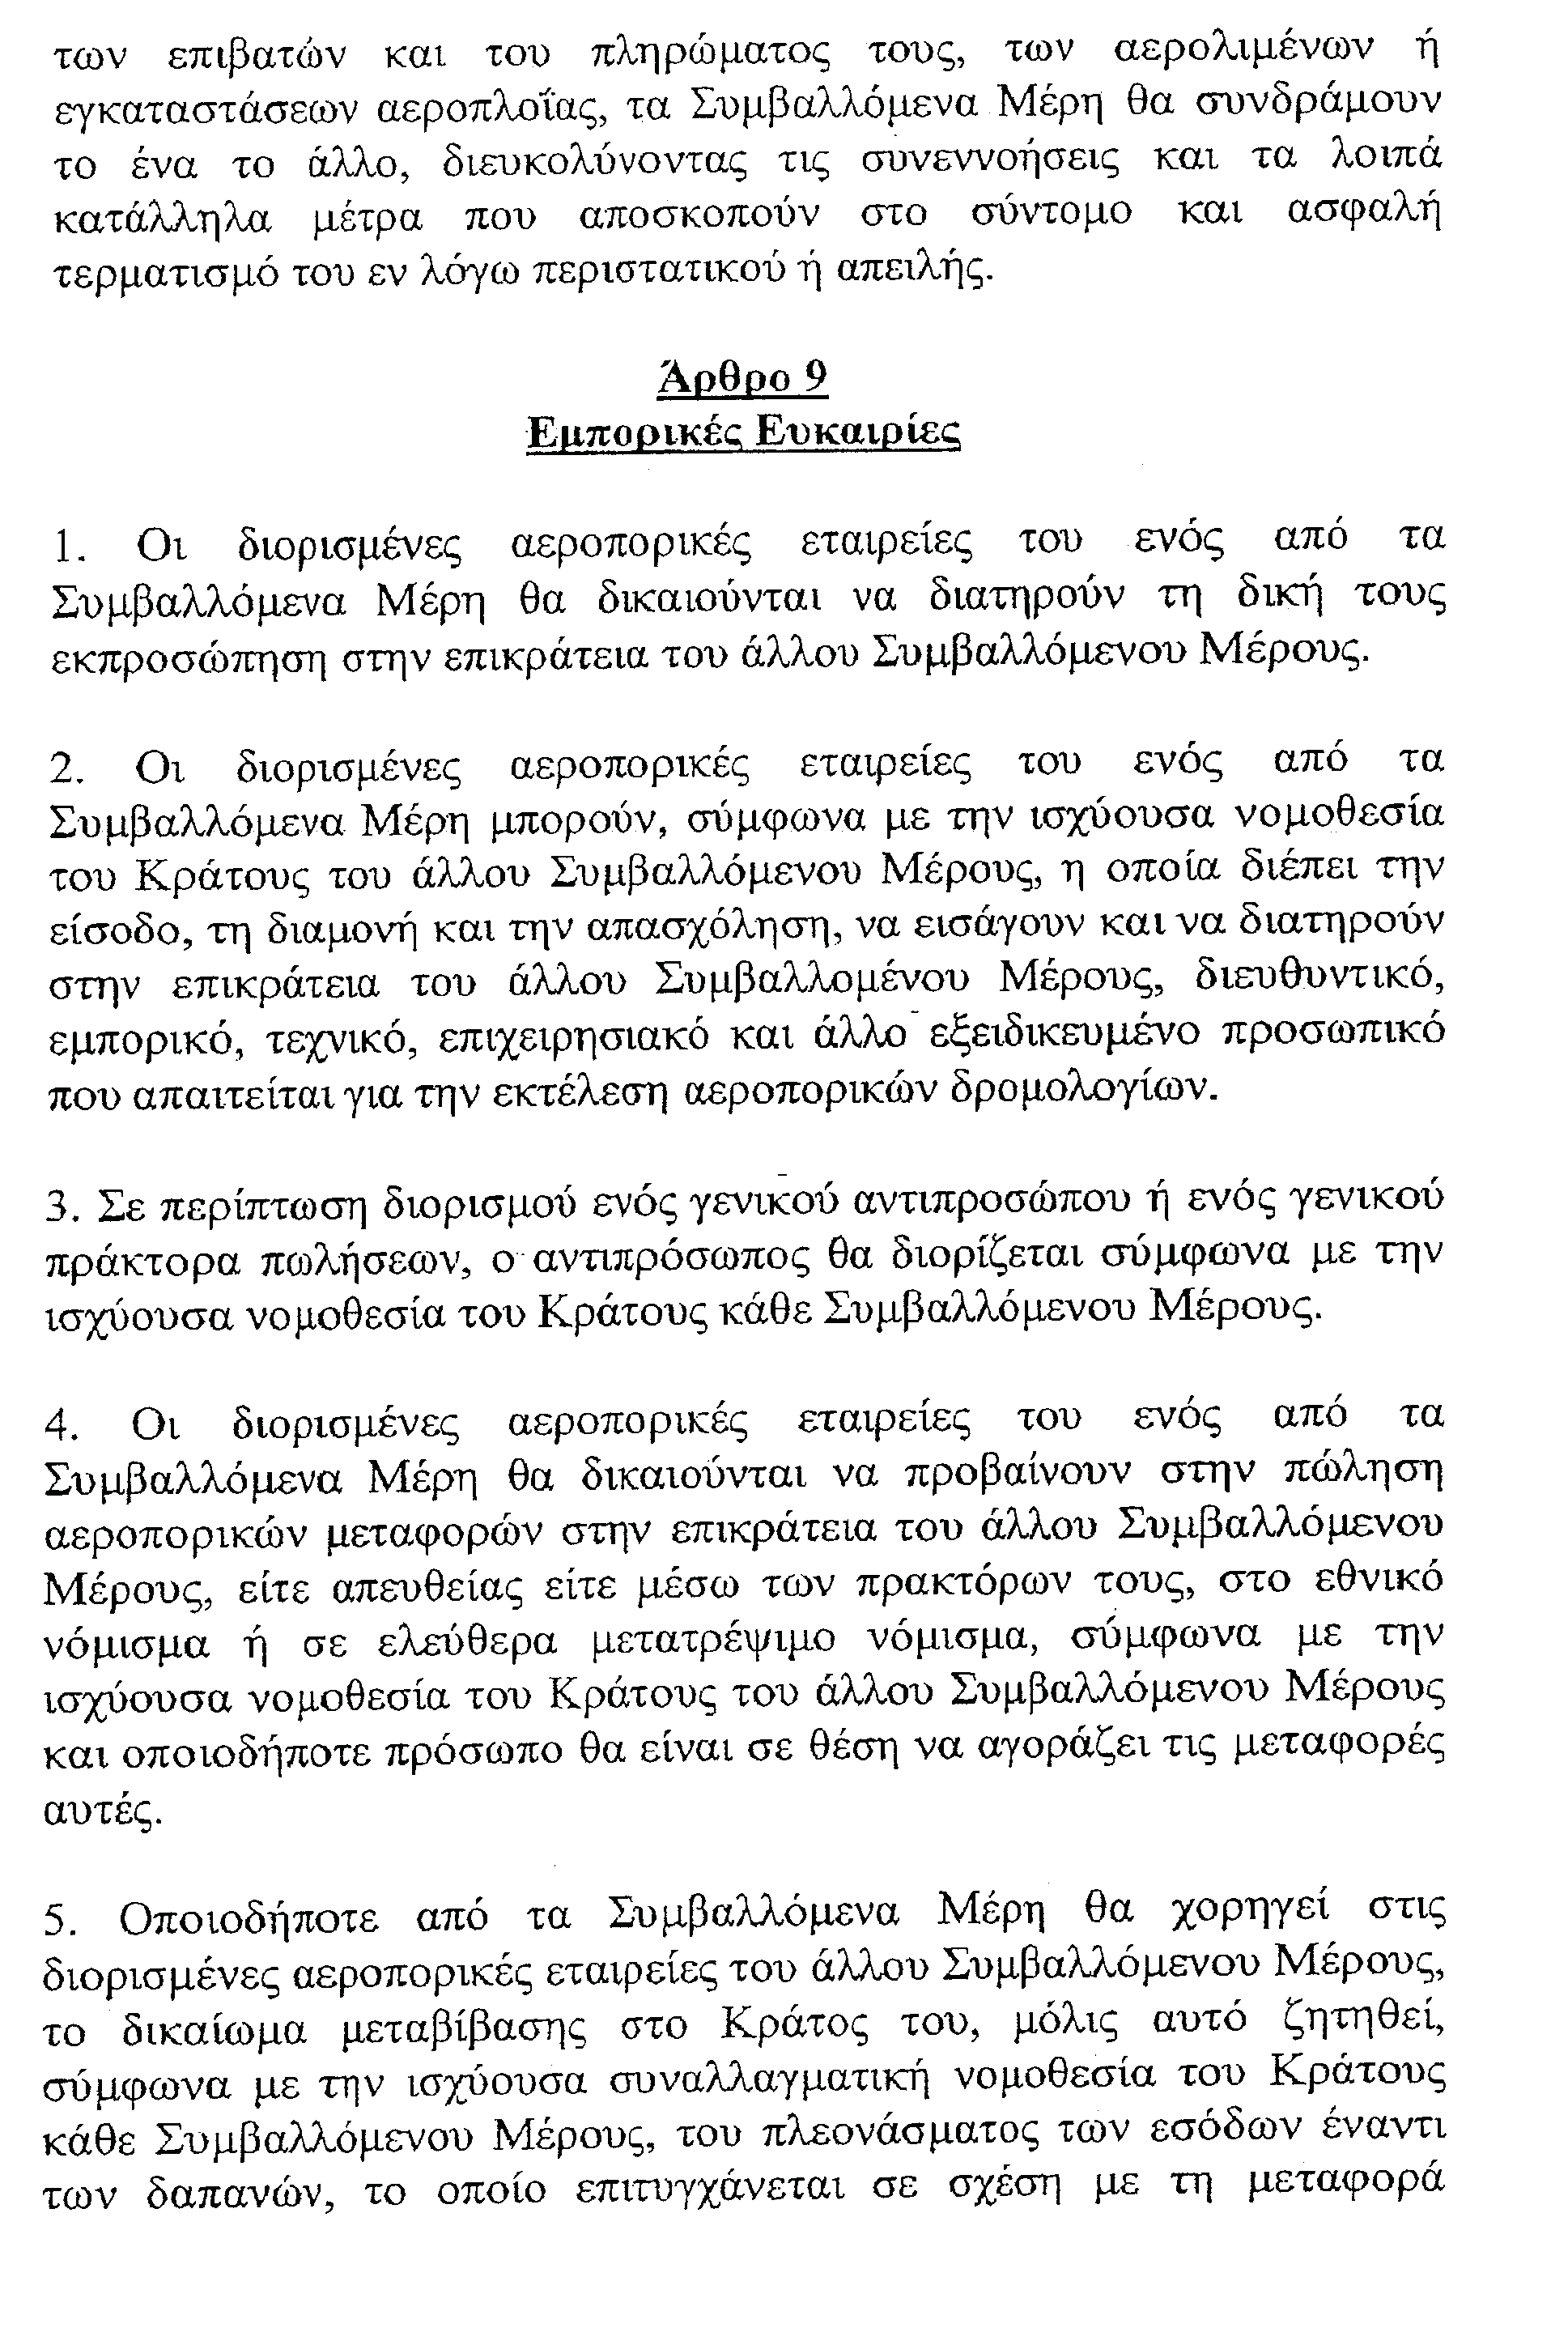 των επιβατών και του πληρώματος τους, των αερολιμένων ή
εγκαταστάσεων αεροπλοΐας, τα Συμβαλλόμενα Μέρη θα συνδράμουν
το ένα το άλλο, διευκολύνοντας τις συνεννοήσεις και τα λοιπά
κατάλληλα μέτρα που αποσκοπούν στο σύντομο και ασφαλή
τερματισμό του εν λόγω περιστατικού ή απειλής.
Άρθρο 9
Εμπορικές Ευκαιρίες
1. Οι διορισμένες αεροπορικές εταιρείες του ενός από τα
Συμβαλλόμενα Μέρη θα δικαιούνται να διατηρούν τη δική τους
εκπροσώπηση στην επικράτεια του άλλου Συμβαλλόμενου Μέρους.
2. Οι διορισμένες αεροπορικές εταιρείες του ενός από τα
Συμβαλλόμενα Μέρη μπορούν, σύμφωνα με την ισχύουσα νομοθεσία
του Κράτους του άλλου Συμβαλλόμενου Μέρους, η οποία διέπει την
είσοδο, τη διαμονή και την απασχόληση, να εισάγουν και να διατηρούν
στην επικράτεια του άλλου Συμβαλλομένου Μέρους, διευθυντικό,
εμπορικό, τεχνικό, επιχειρησιακό και άλλο εξειδικευμένο προσωπικό
που απαιτείται για την εκτέλεση αεροπορικών δρομολογίων.
3. Σε περίπτωση διορισμού ενός γενικού αντιπροσώπου ή ενός γενικού
πράκτορα πωλήσεων, ο αντιπρόσωπος θα διορίζεται σύμφωνα με την
ισχύουσα νομοθεσία του Κράτους κάθε Συμβαλλόμενου Μέρους.
4. Οι διορισμένες αεροπορικές εταιρείες του ενός από τα
Συμβαλλόμενα Μέρη θα δικαιούνται να προβαίνουν στην πώληση
αεροπορικών μεταφορών στην επικράτεια του άλλου Συμβαλλόμενου
Μέρους, είτε απευθείας είτε μέσω των πρακτόρων τους, στο εθνικό
νόμισμα ή σε ελεύθερα μετατρέψιμο νόμισμα, σύμφωνα με την
ισχύουσα νομοθεσία του Κράτους του άλλου Συμβαλλόμενου Μέρους
και οποιοδήποτε πρόσωπο θα είναι σε θέση να αγοράζει τις μεταφορές
αυτές.
5. Οποιοδήποτε από τα Συμβαλλόμενα Μέρη θα χορηγεί στις
διορισμένες αεροπορικές εταιρείες του άλλου Συμβαλλόμενου Μέρους,
το δικαίωμα μεταβίβασης στο Κράτος του, μόλις αυτό ζητηθεί,
σύμφωνα με την ισχύουσα συναλλαγματική νομοθεσία του Κράτους
κάθε Συμβαλλόμενου Μέρους, του πλεονάσματος των εσόδων έναντι
των δαπανών, το οποίο επιτυγχάνεται σε σχέση με τη μεταφορά